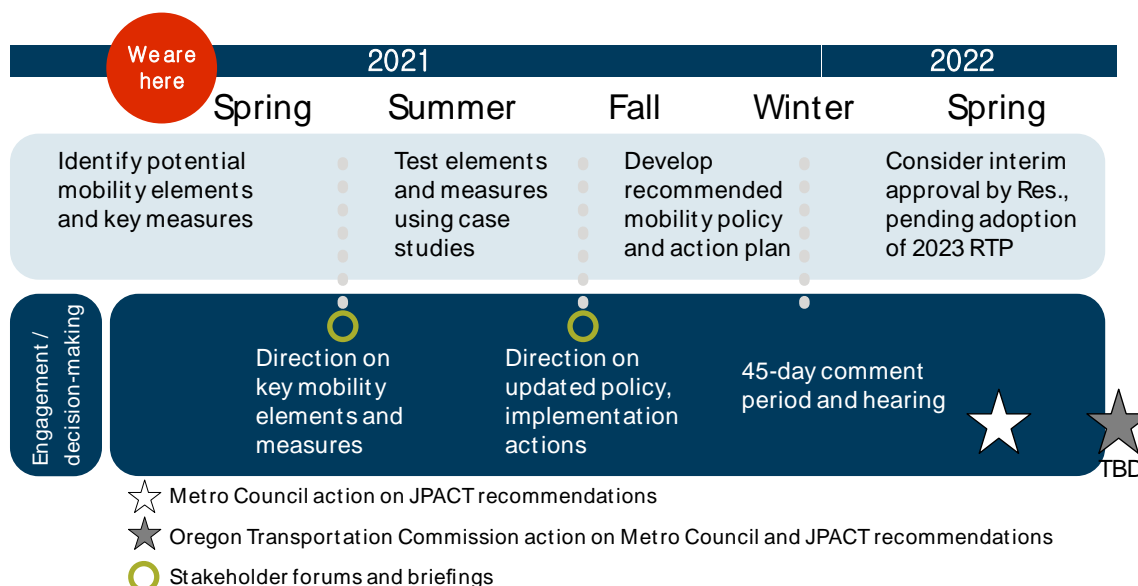 We are
here
2021
2022
Spring
Summer
Fall
Winter
Spring
Identify potential
mobility elements
and key measures
Test elements
and measures
using case
studies
Develop
recommended
mobility policy
and action plan
Consider interim
approval by Res.,
pending adoption
of 2023 RTP
Engagement /
decision-making
Direction on
key mobility
elements and
measures
Direction on
updated policy,
implementation
actions
45-day comment
period and hearing
TBD
Metro Council action on JPACT recommendations
Oregon Transportation Commission action on Metro Council and JPACT recommendations
Stakeholder forums and briefings